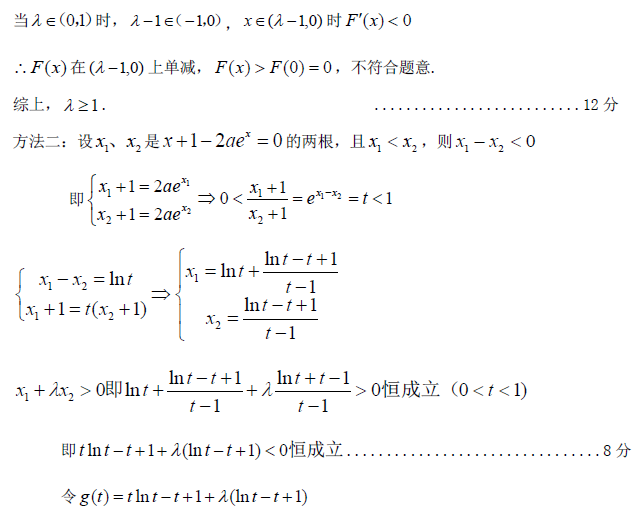 当λ∈(0,1)时，λ-1∈(-1,0)，x∈(λ-1,0)时F′(x)<0
∴F(x)在(λ-1,0)上单减，F(x)>F(0)=0，不符合题意.
综上，λ≥1. ..........................12分
方法二：设x₁、x₂是x+1-2aeˣ=0的两根，且x₁<x₂，则x₁-x₂<0
即{x₁+1=2ae^{x₁} x₂+1=2ae^{x₂} ⇒0<(x₁+1)/(x₂+1)=e^{x₁-x₂}=t<1
{x₁-x₂=ln t x₁+1=t(x₂+1) ⇒{x₁=ln t+(ln t-t+1)/(t-1) x₂=(ln t-t+1)/(t-1)
x₁+λx₂>0即ln t+(ln t-t+1)/(t-1)+λ(ln t+t-1)/(t-1)>0恒成立（0<t<1)
即t ln t-t+1+λ(ln t-t+1)<0恒成立................................8分
令g(t)=t ln t-t+1+λ(ln t-t+1)